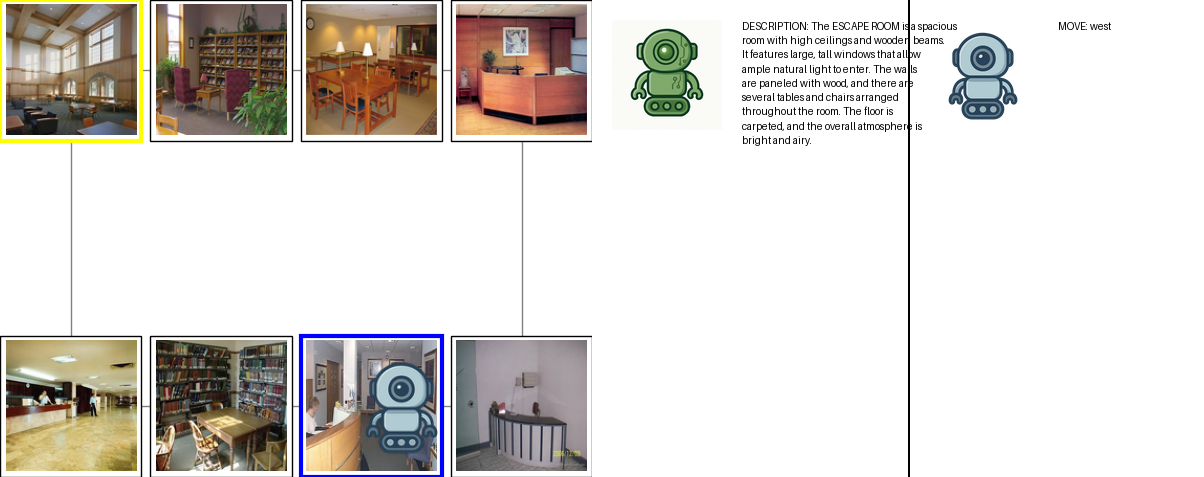 DESCRIPTION: The ESCAPE ROOM is a spacious
room with high ceilings and wooden beams.
It features large, tall windows that allow
ample natural light to enter. The walls
are paneled with wood, and there are
several tables and chairs arranged
throughout the room. The floor is
carpeted, and the overall atmosphere is
bright and airy.
MOVE: west